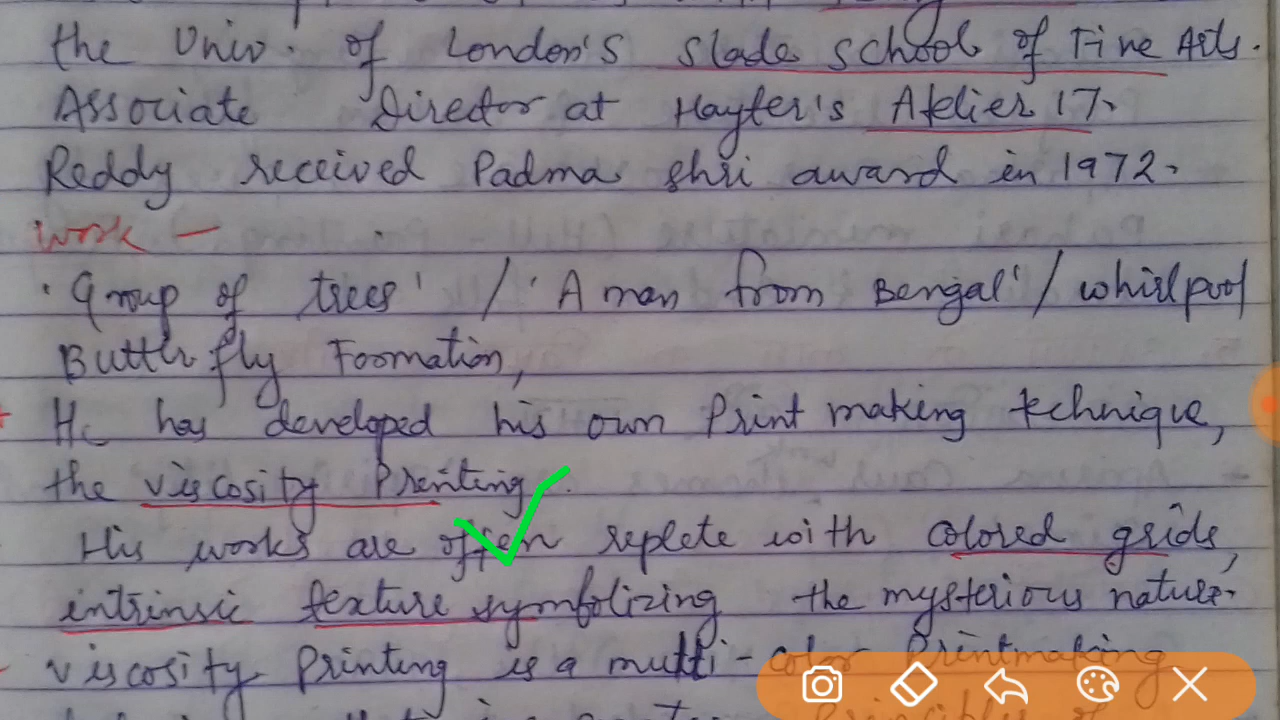 the Univ. of London's Slade School of Fine Arts.
Associate Director at Hayter's Atelier 17.
Reddy received Padma Shri award in 1972.
Work –
'Group of trees' / 'A man from Bengal' / whirlpool
Butterfly Formation,
He has developed his own Print making technique,
the viscosity Printing.
His works are often replete with colored grids,
intrinsic texture symbolizing the mysterious nature.
viscosity Printing is a multi-color Printmaking